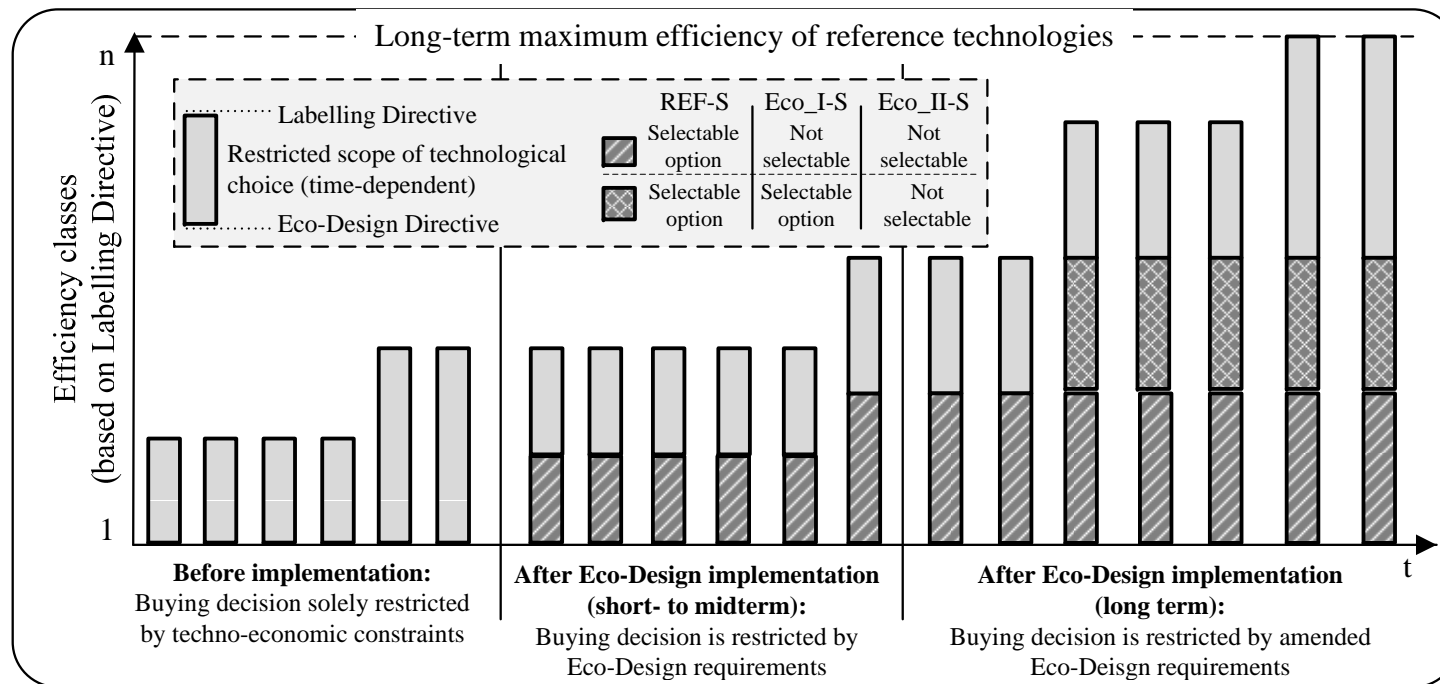 Long-term maximum efficiency of reference technologies
n
Efficiency classes
(based on Labelling Directive)
1
Labelling Directive
Restricted scope of technological
choice (time-dependent)
Eco-Design Directive
REF-S
Eco_I-S
Eco_II-S
Selectable
option
Not
selectable
Not
selectable
Selectable
option
Selectable
option
Not
selectable
t
Before implementation:
Buying decision solely restricted
by techno-economic constraints
After Eco-Design implementation
(short- to midterm):
Buying decision is restricted by
Eco-Design requirements
After Eco-Design implementation
(long term):
Buying decision is restricted by amended
Eco-Deisgn requirements